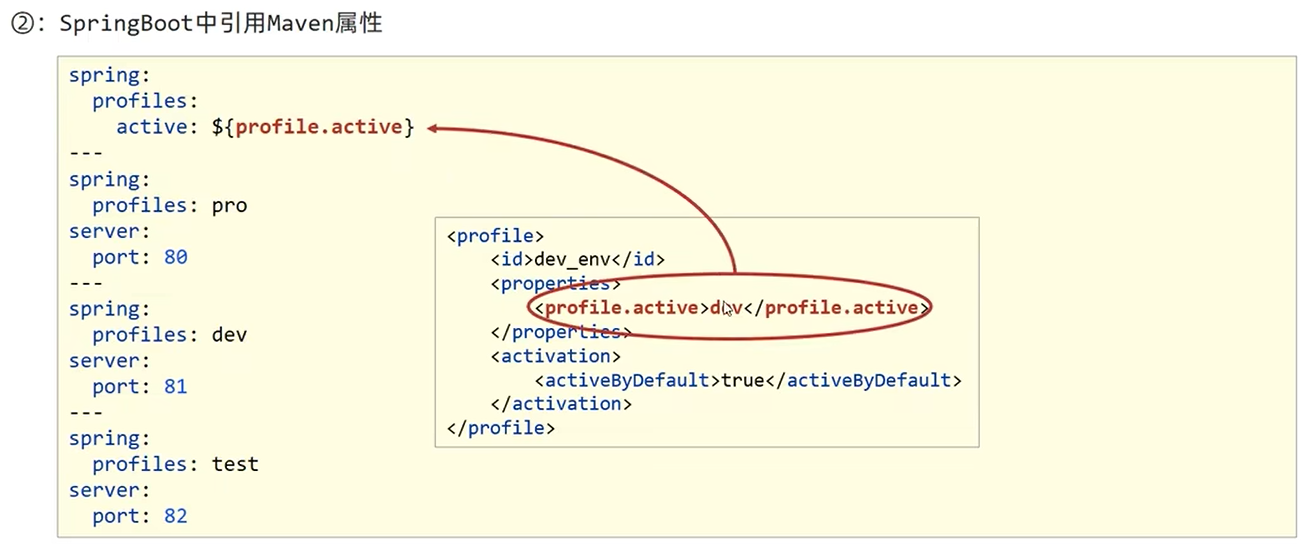 ②：SpringBoot中引用Maven属性
spring:
  profiles:
    active: ${profile.active}
---
spring:
  profiles: pro
server:
  port: 80
---
spring:
  profiles: dev
server:
  port: 81
---
spring:
  profiles: test
server:
  port: 82
<profile>
    <id>dev_env</id>
    <properties>
        <profile.active>dev</profile.active>
    </properties>
    <activation>
        <activeByDefault>true</activeByDefault>
    </activation>
</profile>